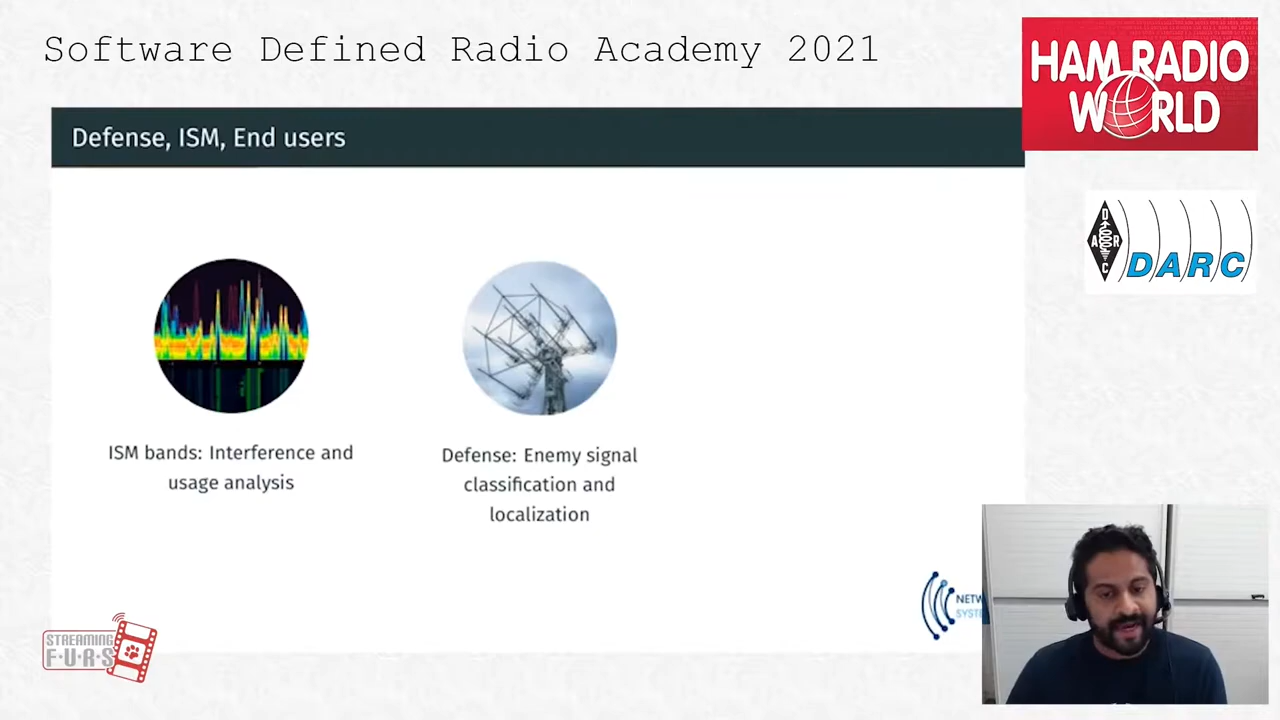 Software Defined Radio Academy 2021
HAM RADIO
WORLD
Defense, ISM, End users
D
A R
C
DARC
ISM bands: Interference and
usage analysis
Defense: Enemy signal
classification and
localization
STREAMING
F·U·R·S